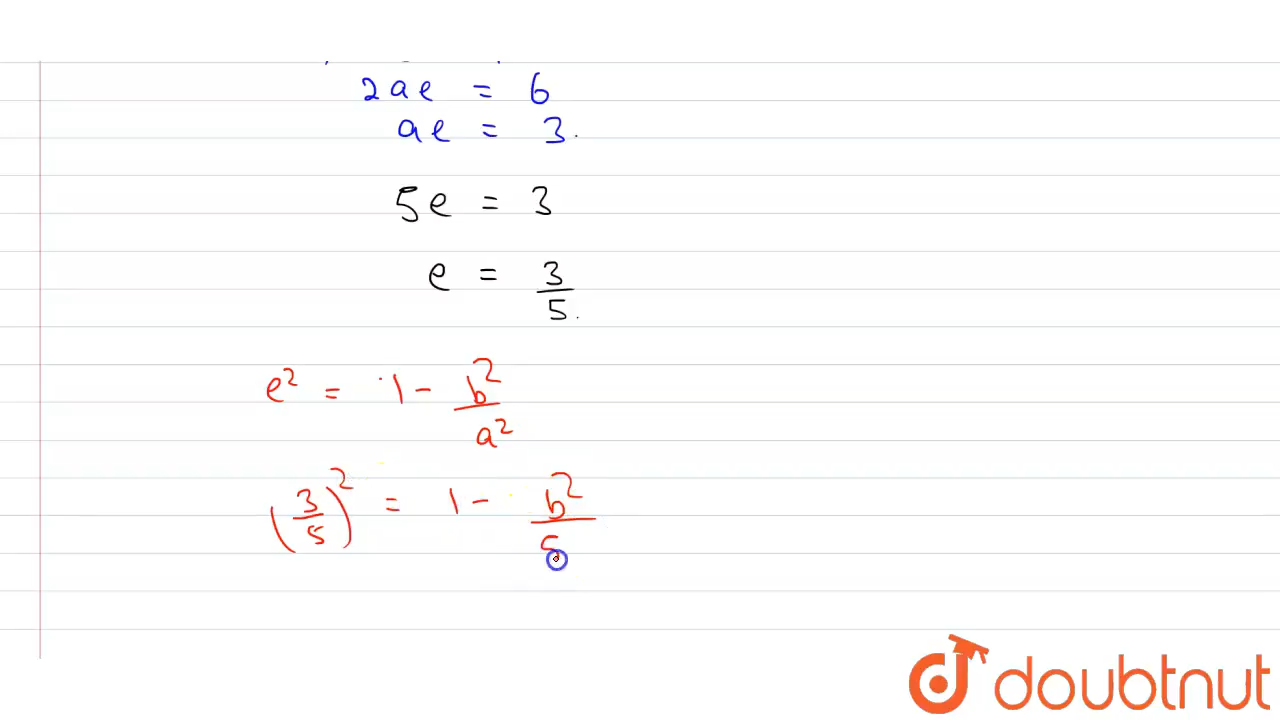 2ae = 6
ae = 3.
5e = 3
e = 3/5.
e² = 1 - b²/a²
(3/5)² = 1 - b²/5
doubtnut